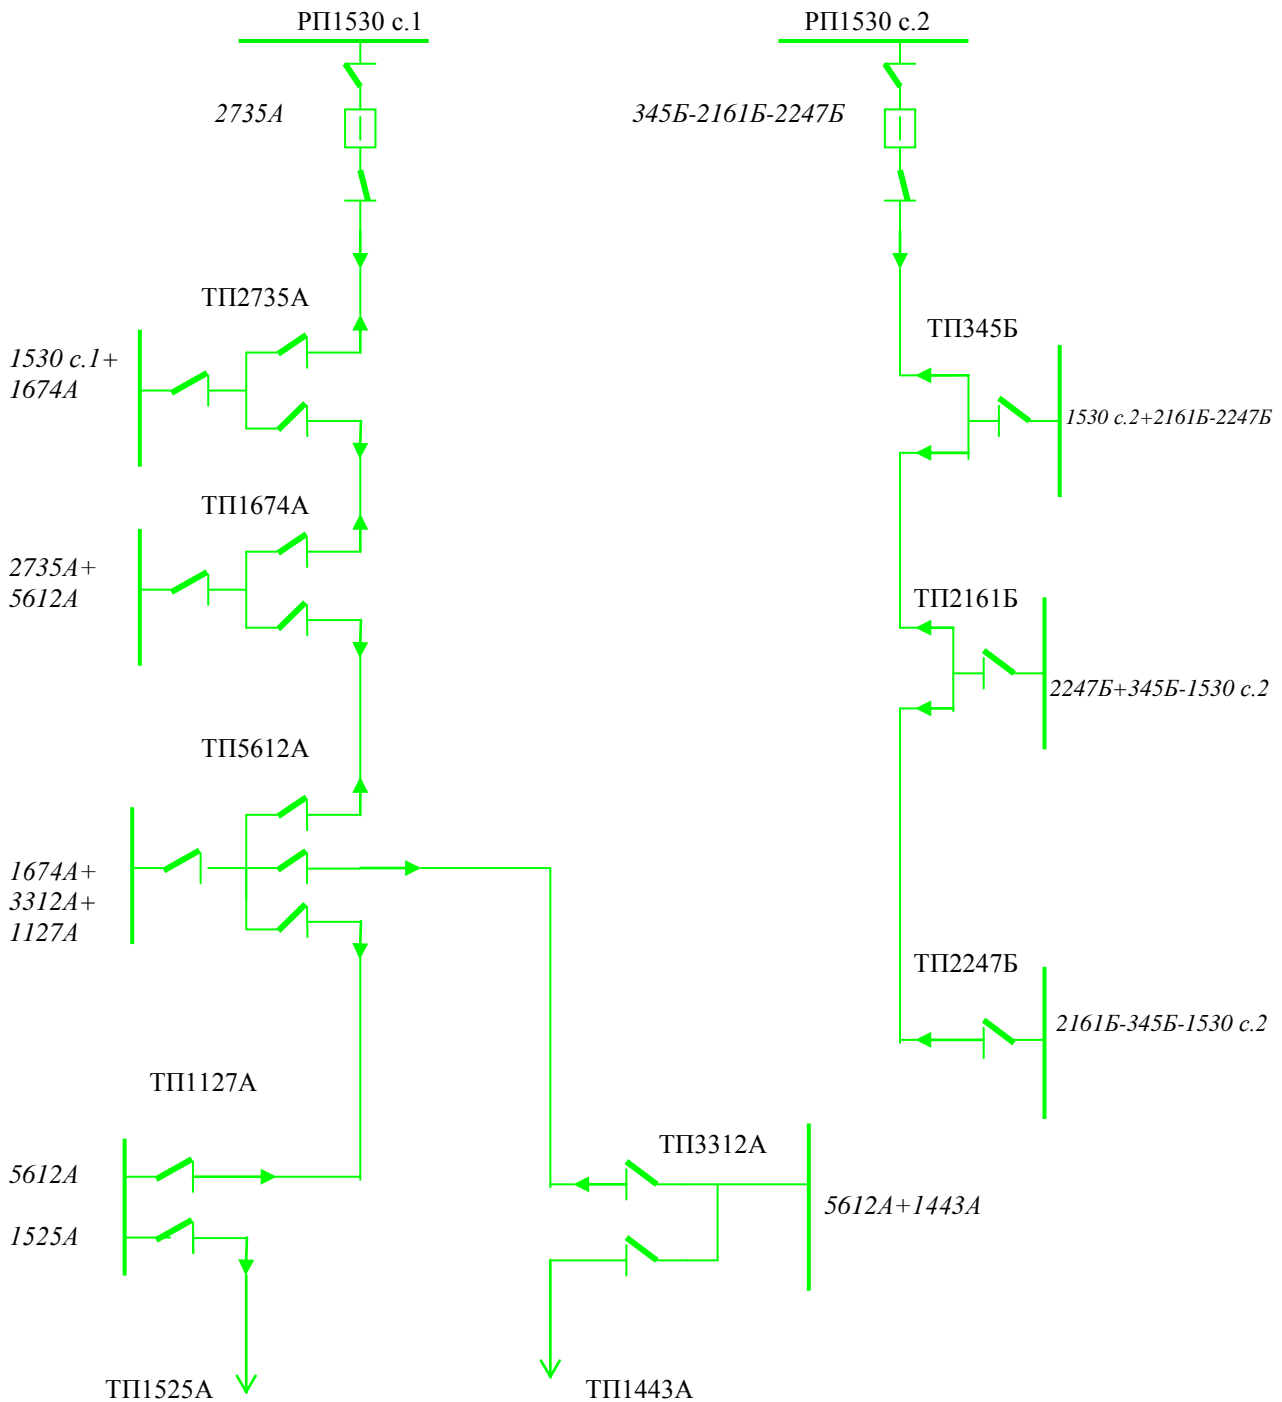 РП1530 с.1
РП1530 с.2
2735А
345Б-2161Б-2247Б
ТП2735А
ТП345Б
1530 с.1+
1674А
1530 с.2+2161Б-2247Б
ТП1674А
2735А+
5612А
ТП2161Б
2247Б+345Б-1530 с.2
ТП5612А
1674А+
3312А+
1127А
ТП2247Б
2161Б-345Б-1530 с.2
ТП1127А
ТП3312А
5612А
5612А+1443А
1525А
ТП1525А
ТП1443А